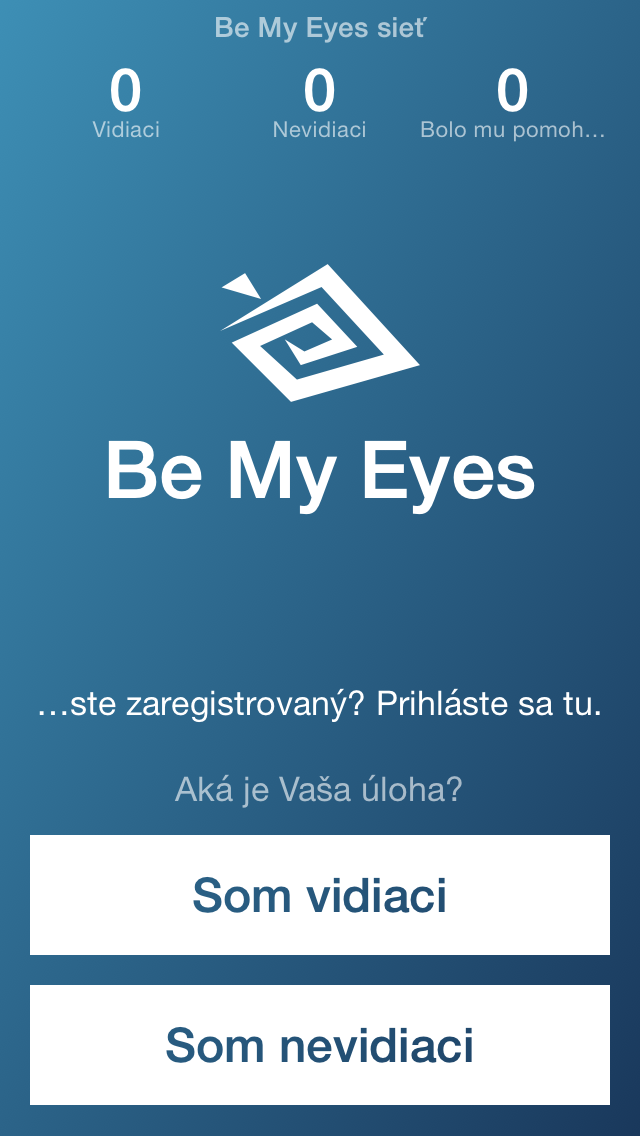 Be My Eyes sieť
0 0 0
Vidiaci Nevidiaci Bolo mu pomoh...
Be My Eyes
...ste zaregistrovaný? Prihláste sa tu.
Aká je Vaša úloha?
Som vidiaci
Som nevidiaci